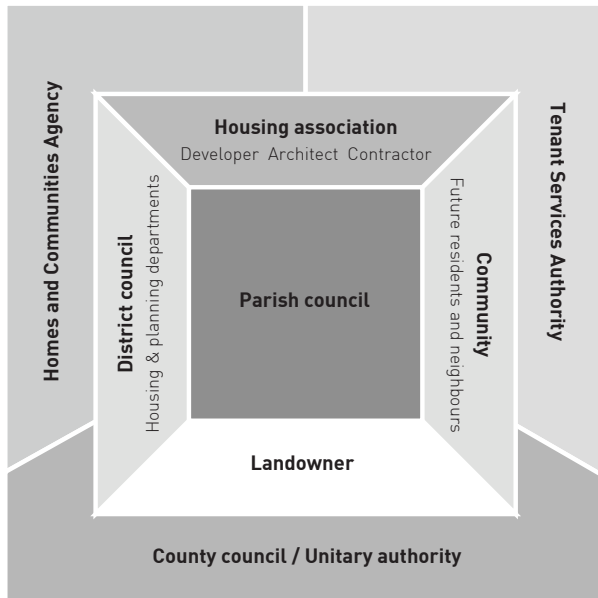 Homes and Communities Agency
Tenant Services Authority
Housing association
Developer Architect Contractor
District council
Housing & planning departments
Parish council
Community
Future residents and neighbours
Landowner
County council / Unitary authority